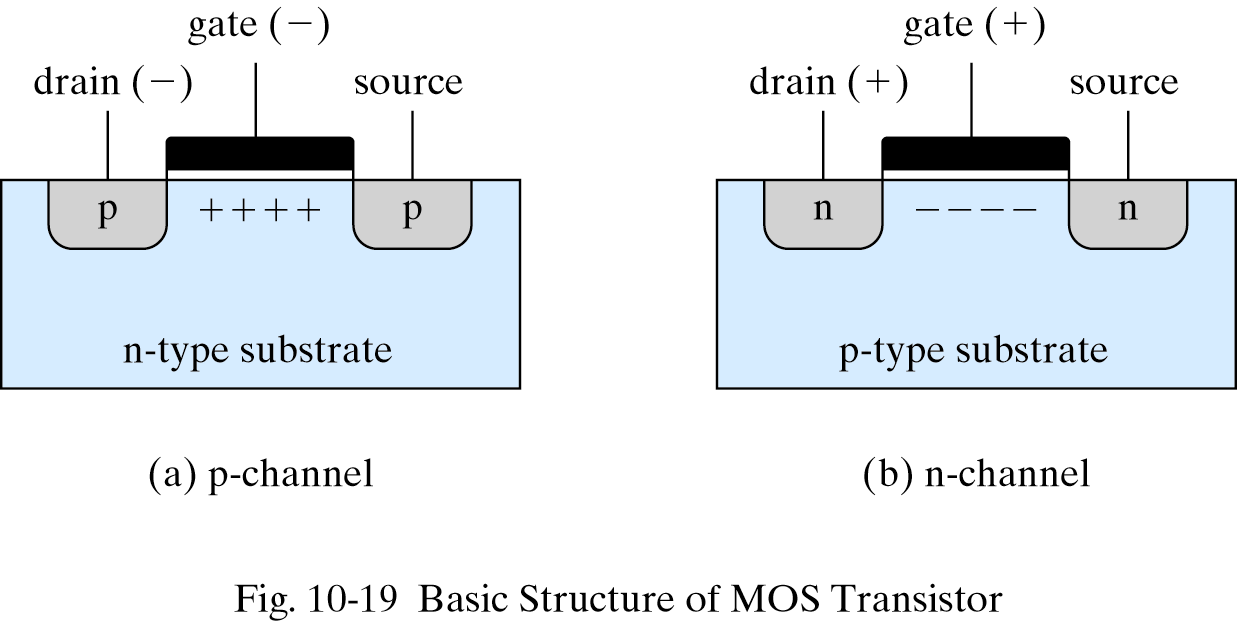 gate (−)
drain (−) source
p ++++ p
n-type substrate
(a) p-channel
gate (+)
drain (+) source
n −−−− n
p-type substrate
(b) n-channel
Fig. 10-19 Basic Structure of MOS Transistor